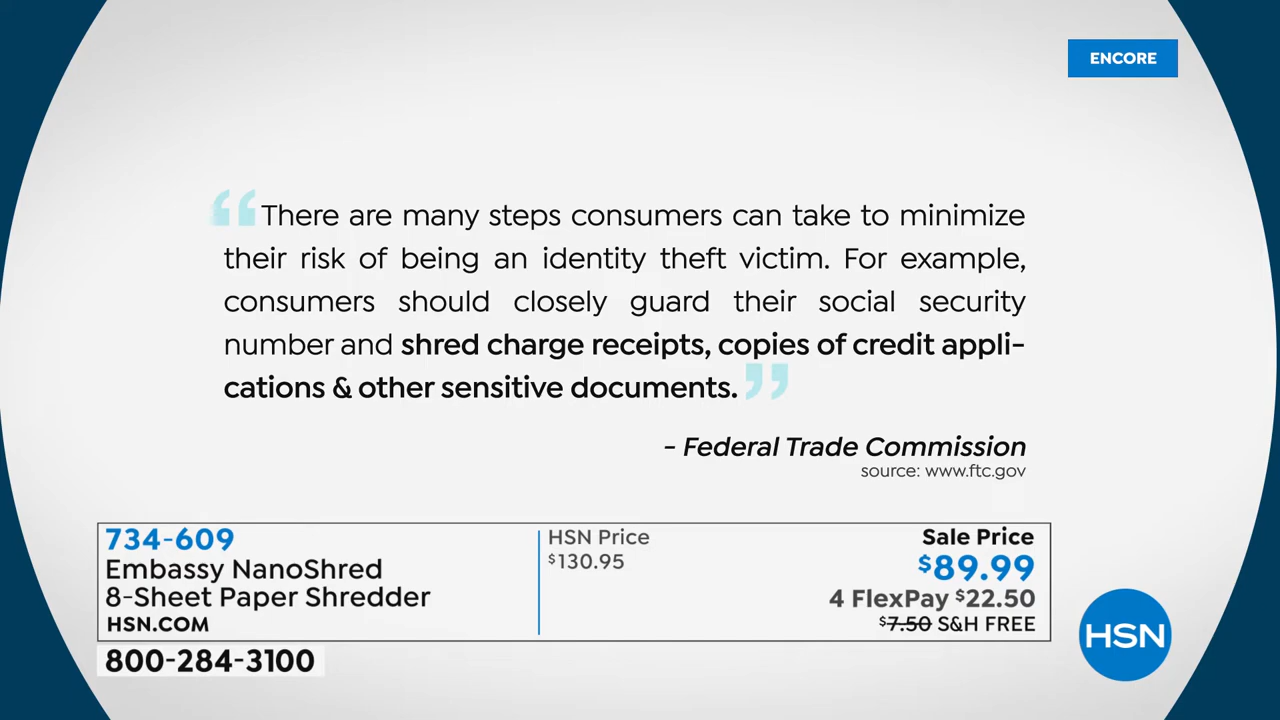 ENCORE
“There are many steps consumers can take to minimize
their risk of being an identity theft victim. For example,
consumers should closely guard their social security
number and shred charge receipts, copies of credit appli-
cations & other sensitive documents.”
- Federal Trade Commission
source: www.ftc.gov
734-609
Embassy NanoShred
8-Sheet Paper Shredder
HSN.COM
HSN Price
$130.95
Sale Price
$89.99
4 FlexPay $22.50
$7.50 S&H FREE
800-284-3100
HSN